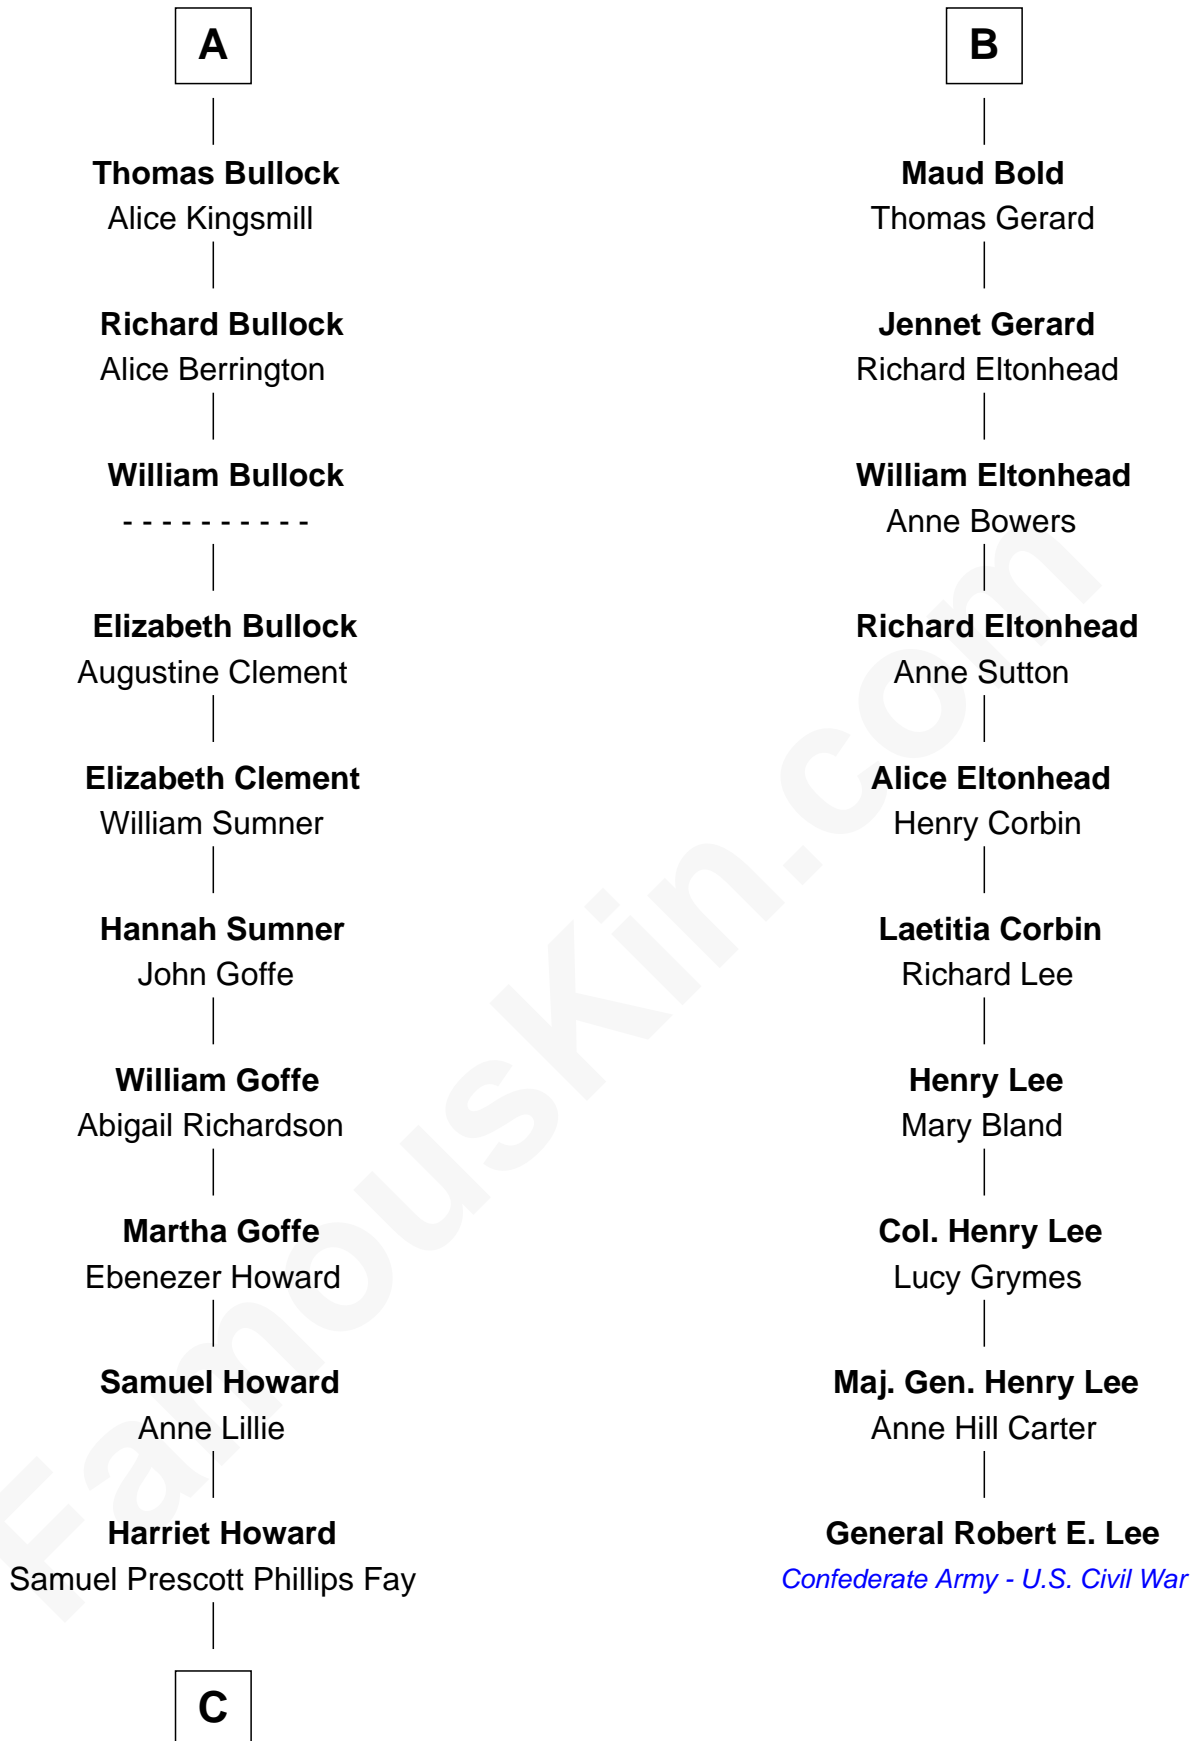 A
Thomas Bullock
Alice Kingsmill
Richard Bullock
Alice Berrington
William Bullock
- - - - - - - - - -
Elizabeth Bullock
Augustine Clement
Elizabeth Clement
William Sumner
Hannah Sumner
John Goffe
William Goffe
Abigail Richardson
Martha Goffe
Ebenezer Howard
Samuel Howard
Anne Lillie
Harriet Howard
Samuel Prescott Phillips Fay
C
B
Maud Bold
Thomas Gerard
Jennet Gerard
Richard Eltonhead
William Eltonhead
Anne Bowers
Richard Eltonhead
Anne Sutton
Alice Eltonhead
Henry Corbin
Laetitia Corbin
Richard Lee
Henry Lee
Mary Bland
Col. Henry Lee
Lucy Grymes
Maj. Gen. Henry Lee
Anne Hill Carter
General Robert E. Lee
Confederate Army - U.S. Civil War
FamousKin.com